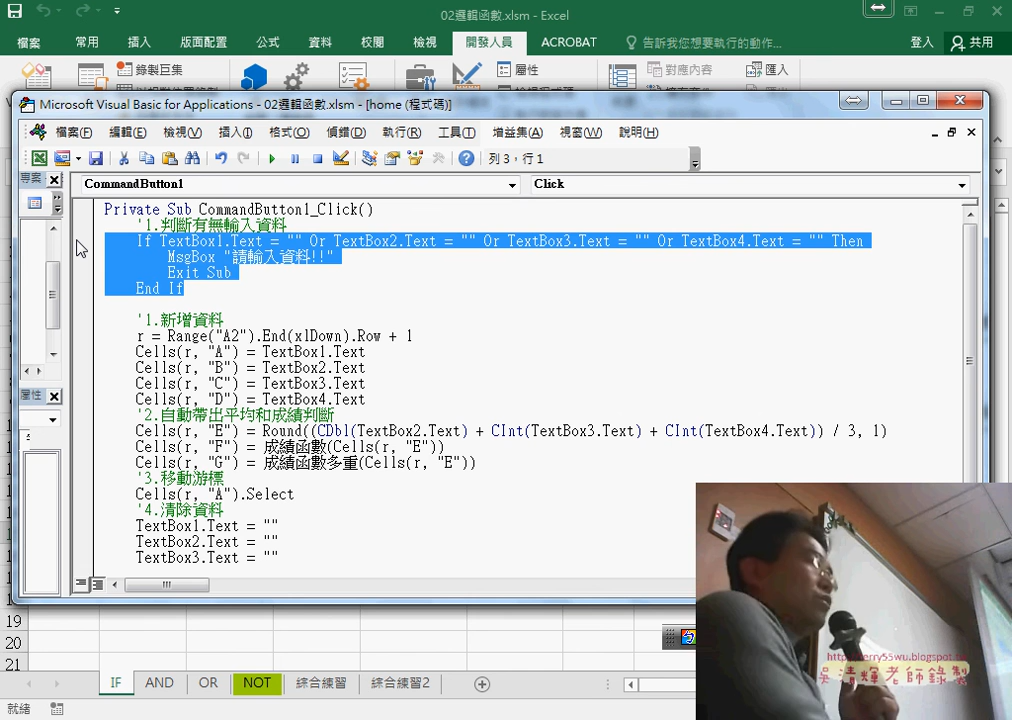 02邏輯函數.xlsm - Excel
檔案 常用 插入 版面配置 公式 資料 校閱 檢視 開發人員 ACROBAT 告訴我您想要執行的動作... 登入 共用
錄製巨集 屬性 對應內容 匯入
Microsoft Visual Basic for Applications - 02邏輯函數.xlsm - [home (程式碼)]
檔案(F) 編輯(E) 檢視(V) 插入(I) 格式(O) 偵錯(D) 執行(R) 工具(T) 增益集(A) 視窗(W) 說明(H)
列 3，行 1
專案
CommandButton1 Click
Private Sub CommandButton1_Click()
'1.判斷有無輸入資料
If TextBox1.Text = "" Or TextBox2.Text = "" Or TextBox3.Text = "" Or TextBox4.Text = "" Then
MsgBox "請輸入資料!!"
Exit Sub
End If
'1.新增資料
r = Range("A2").End(xlDown).Row + 1
Cells(r, "A") = TextBox1.Text
Cells(r, "B") = TextBox2.Text
Cells(r, "C") = TextBox3.Text
屬性
Cells(r, "D") = TextBox4.Text
'2.自動帶出平均和成績判斷
Cells(r, "E") = Round((CDbl(TextBox2.Text) + CInt(TextBox3.Text) + CInt(TextBox4.Text)) / 3, 1)
Cells(r, "F") = 成績函數(Cells(r, "E"))
Cells(r, "G") = 成績函數多重(Cells(r, "E"))
'3.移動游標
Cells(r, "A").Select
'4.清除資料
TextBox1.Text = ""
TextBox2.Text = ""
TextBox3.Text = ""
19
20
21
http://terry55wu.blogspot.tw
吳清輝老師錄製
IF AND OR NOT 綜合練習 綜合練習2
就緒